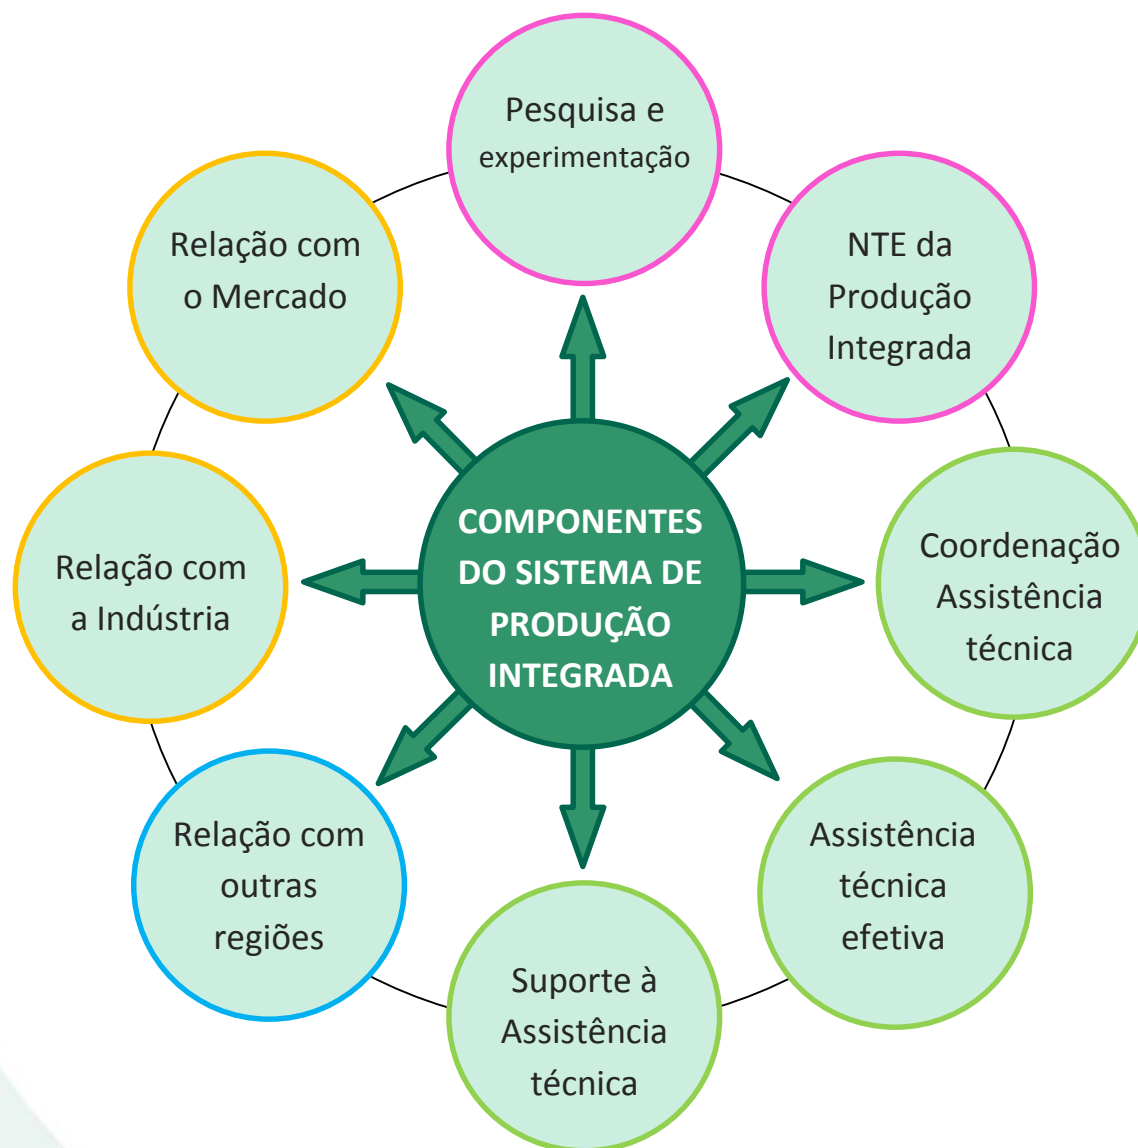 Pesquisa e
experimentação
NTE da
Produção
Integrada
Coordenação
Assistência
técnica
Assistência
técnica
efetiva
Suporte à
Assistência
técnica
Relação com
outras
regiões
Relação com
a Indústria
Relação com
o Mercado
COMPONENTES
DO SISTEMA DE
PRODUÇÃO
INTEGRADA